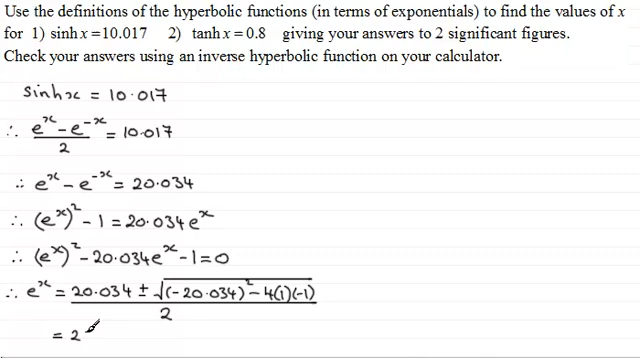 Use the definitions of the hyperbolic functions (in terms of exponentials) to find the values of x
for 1) sinh x = 10.017 2) tanh x = 0.8 giving your answers to 2 significant figures.
Check your answers using an inverse hyperbolic function on your calculator.
sinh x = 10.017
∴ (e^x − e^−x)/2 = 10.017
∴ e^x − e^−x = 20.034
∴ (e^x)² − 1 = 20.034e^x
∴ (e^x)² − 20.034e^x − 1 = 0
∴ e^x = (20.034 ± √((−20.034)² − 4(1)(−1)))/2
= 2